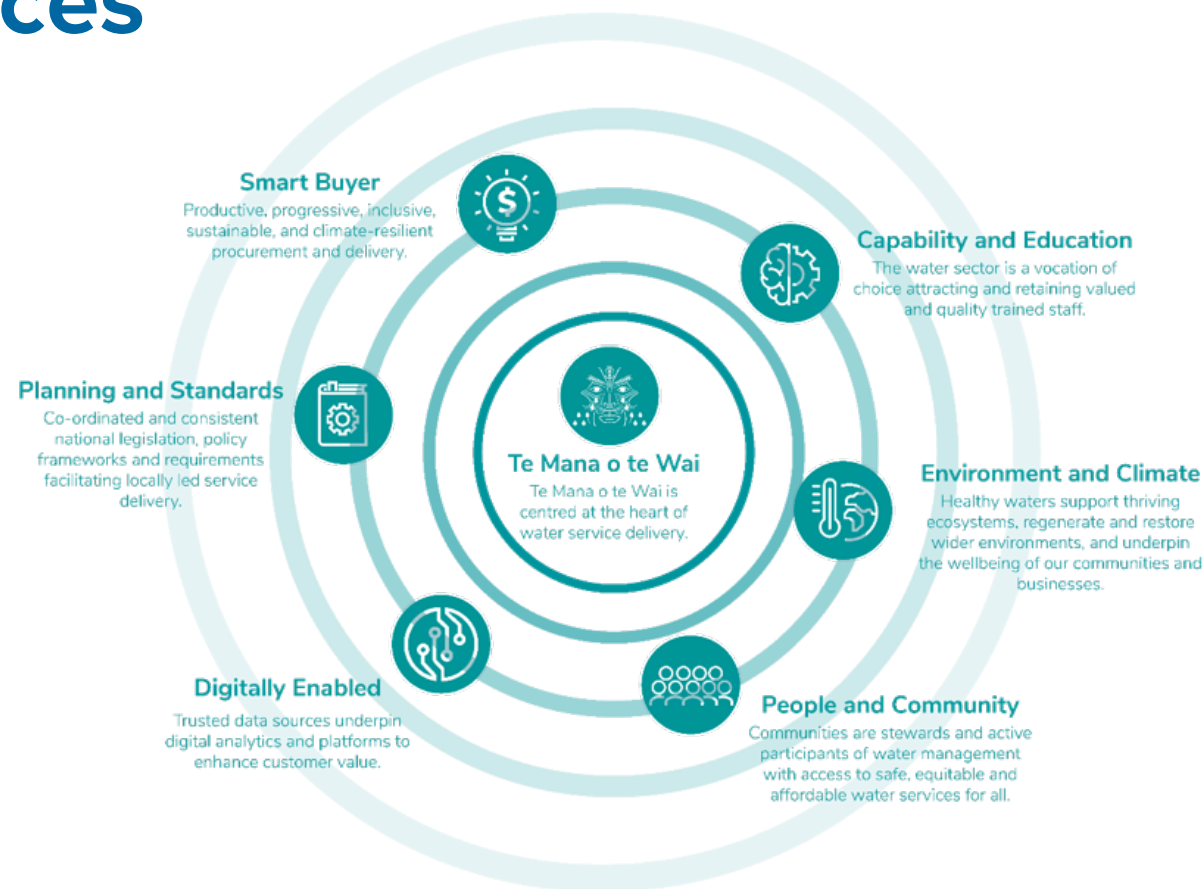 ces
Smart Buyer
Productive, progressive, inclusive,
sustainable, and climate-resilient
procurement and delivery.
Capability and Education
The water sector is a vocation of
choice attracting and retaining valued
and quality trained staff.
Planning and Standards
Co-ordinated and consistent
national legislation, policy
frameworks and requirements
facilitating locally led service
delivery.
Te Mana o te Wai
Te Mana o te Wai is
centred at the heart of
water service delivery.
Environment and Climate
Healthy waters support thriving
ecosystems, regenerate and restore
wider environments, and underpin
the wellbeing of our communities and
businesses.
Digitally Enabled
Trusted data sources underpin
digital analytics and platforms to
enhance customer value.
People and Community
Communities are stewards and active
participants of water management
with access to safe, equitable and
affordable water services for all.